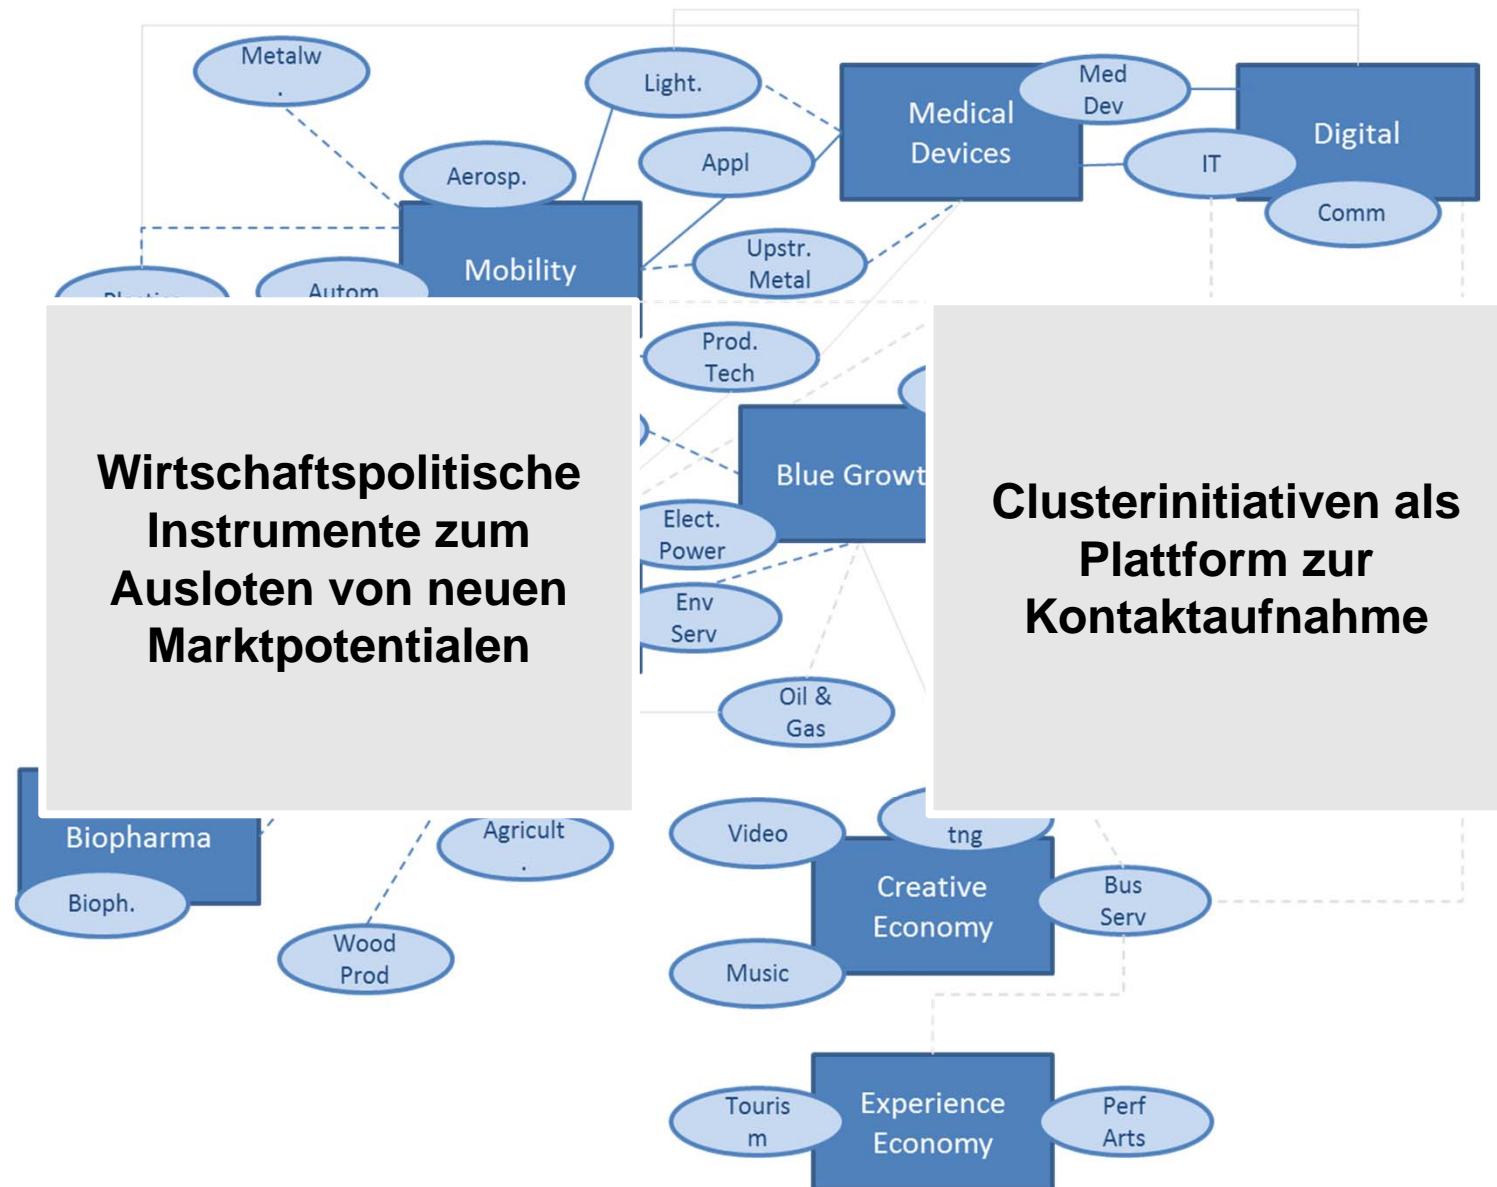 Metalw
.
Light.
Med
Dev
Medical
Devices
Digital
Aerosp.
Appl
IT
Comm
Mobility
Upstr.
Metal
Autom
Prod.
Tech
Wirtschaftspolitische
Instrumente zum
Ausloten von neuen
Marktpotentialen
Blue Growt
Clusterinitiativen als
Plattform zur
Kontaktaufnahme
Elect.
Power
Env
Serv
Oil &
Gas
Biopharma
Bioph.
Agricult
.
Wood
Prod
Video
tng
Creative
Economy
Bus
Serv
Music
Touris
m
Experience
Economy
Perf
Arts